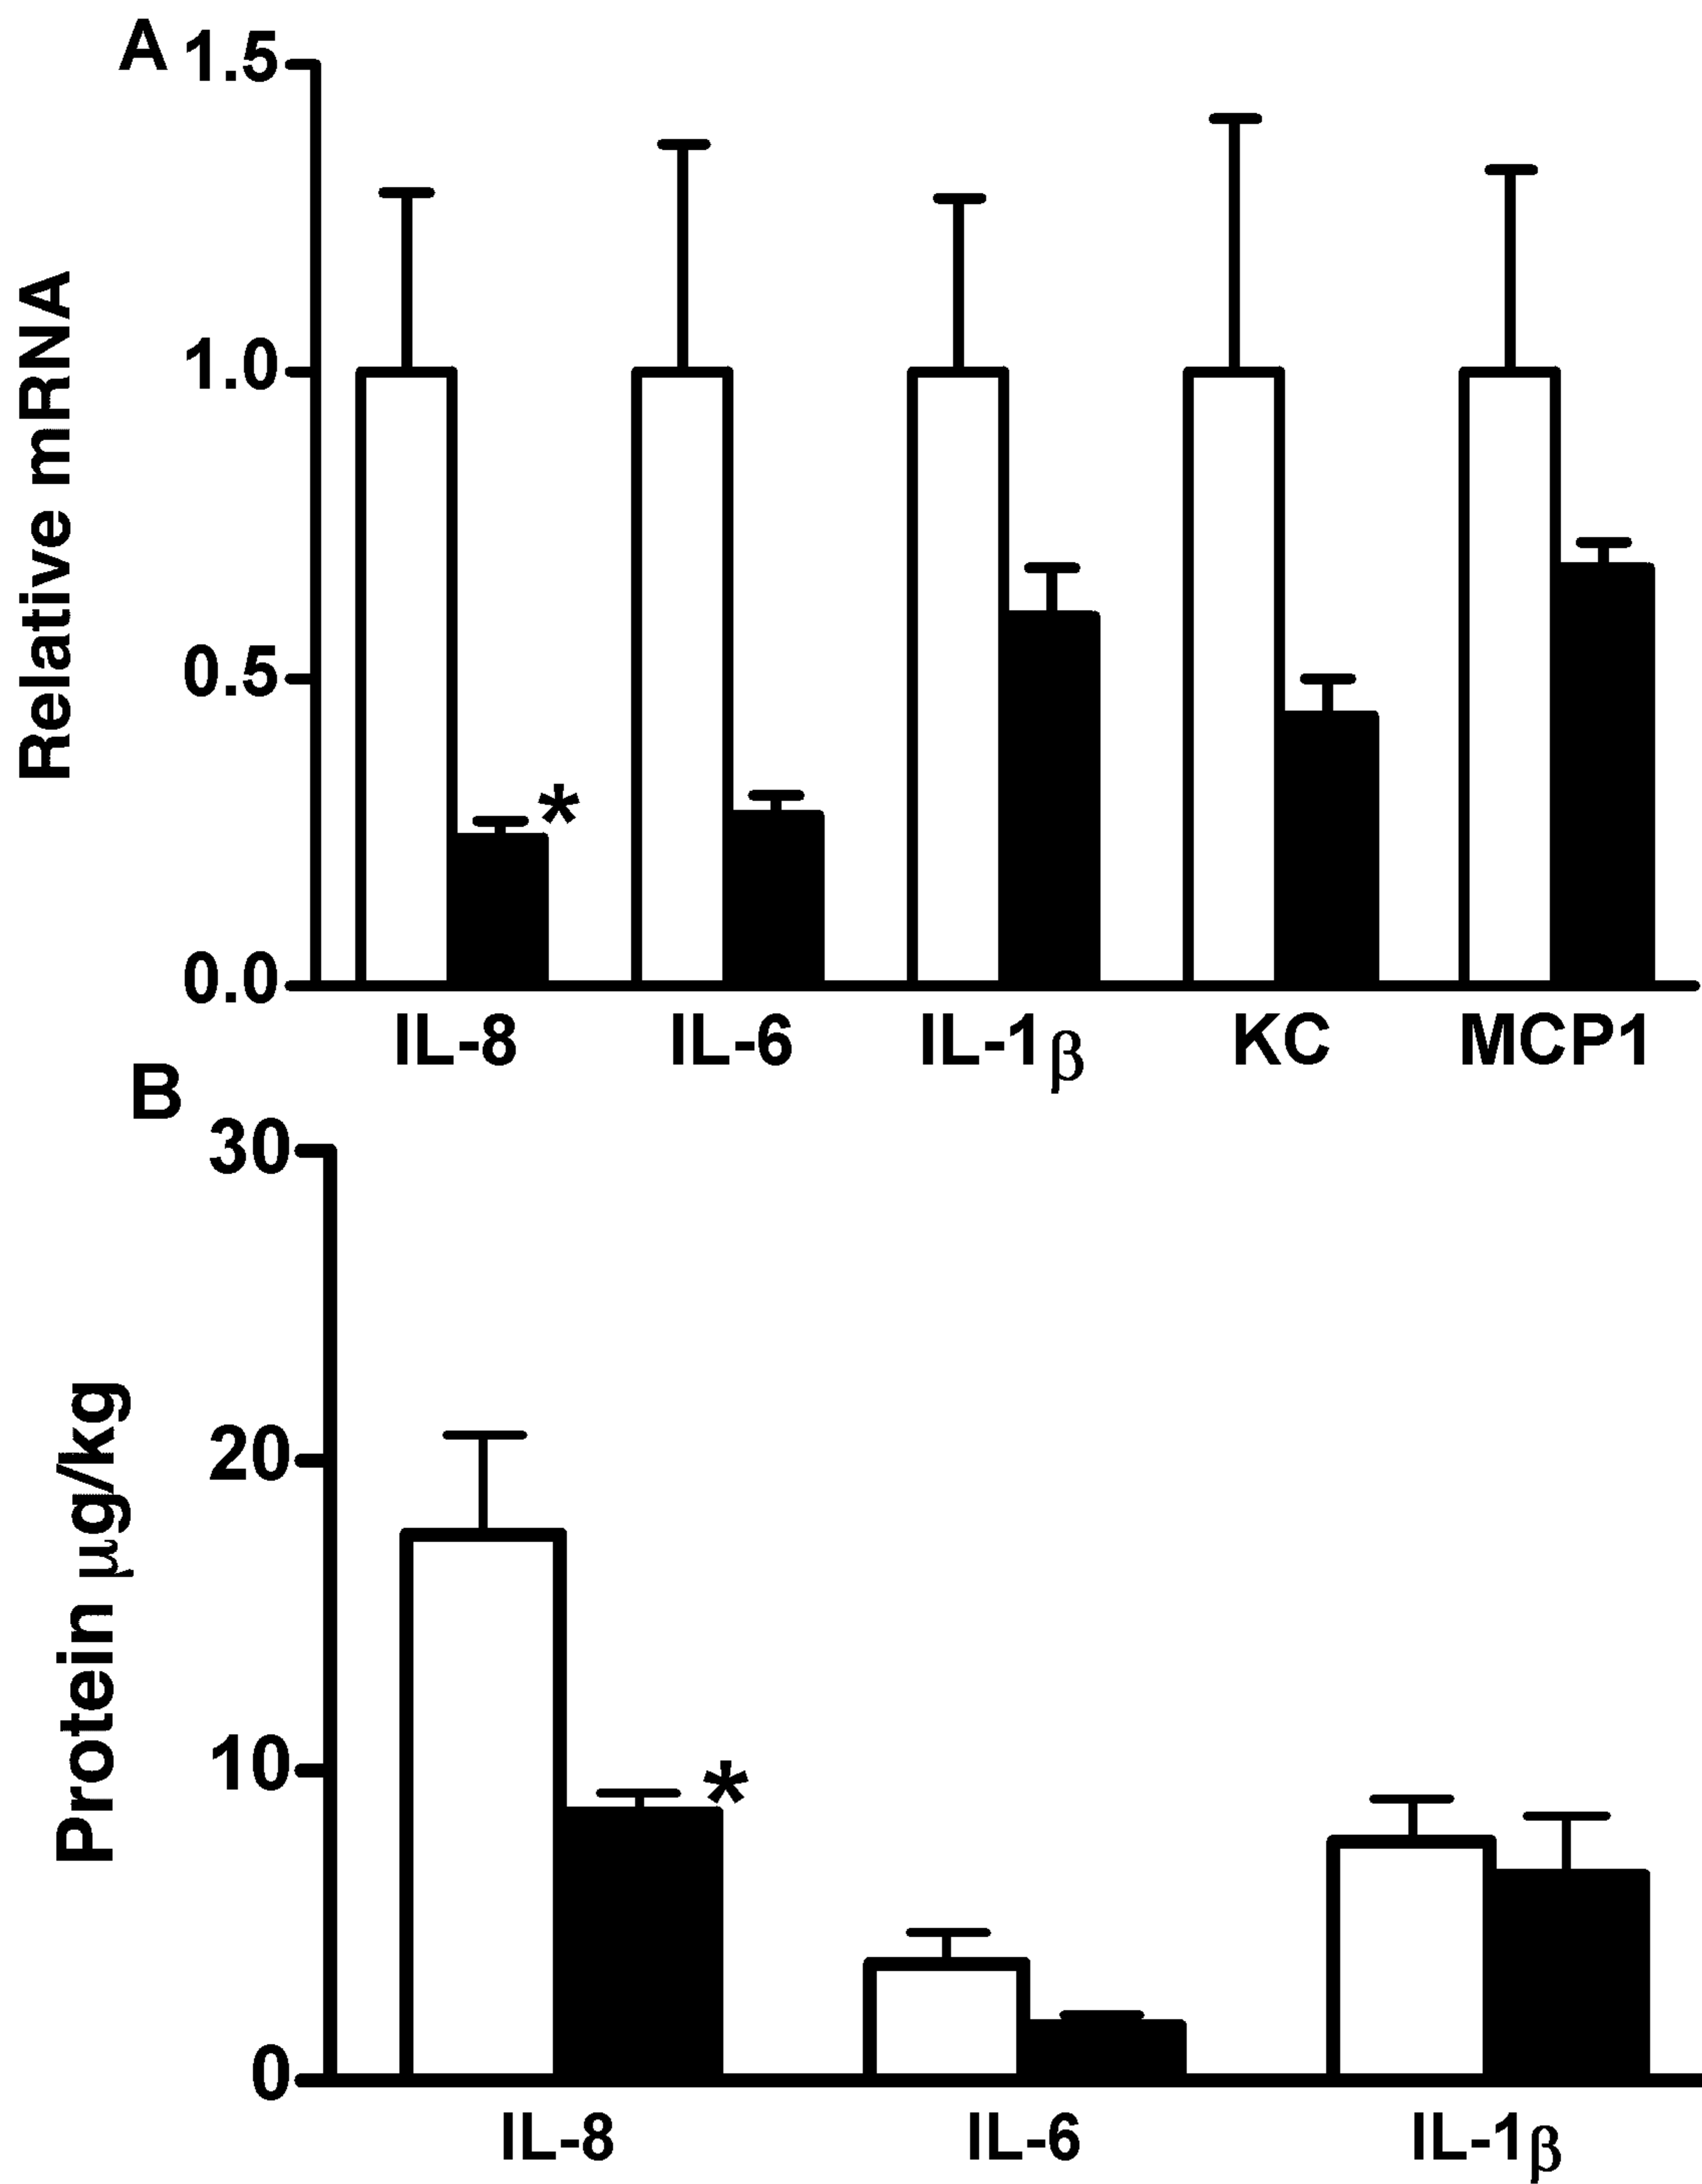 A
1.5
1.0
0.5
0.0
Relative mRNA
*
IL-8 IL-6 IL-1β KC MCP1
B
30
20
10
0
Protein μg/kg
*
IL-8 IL-6 IL-1β